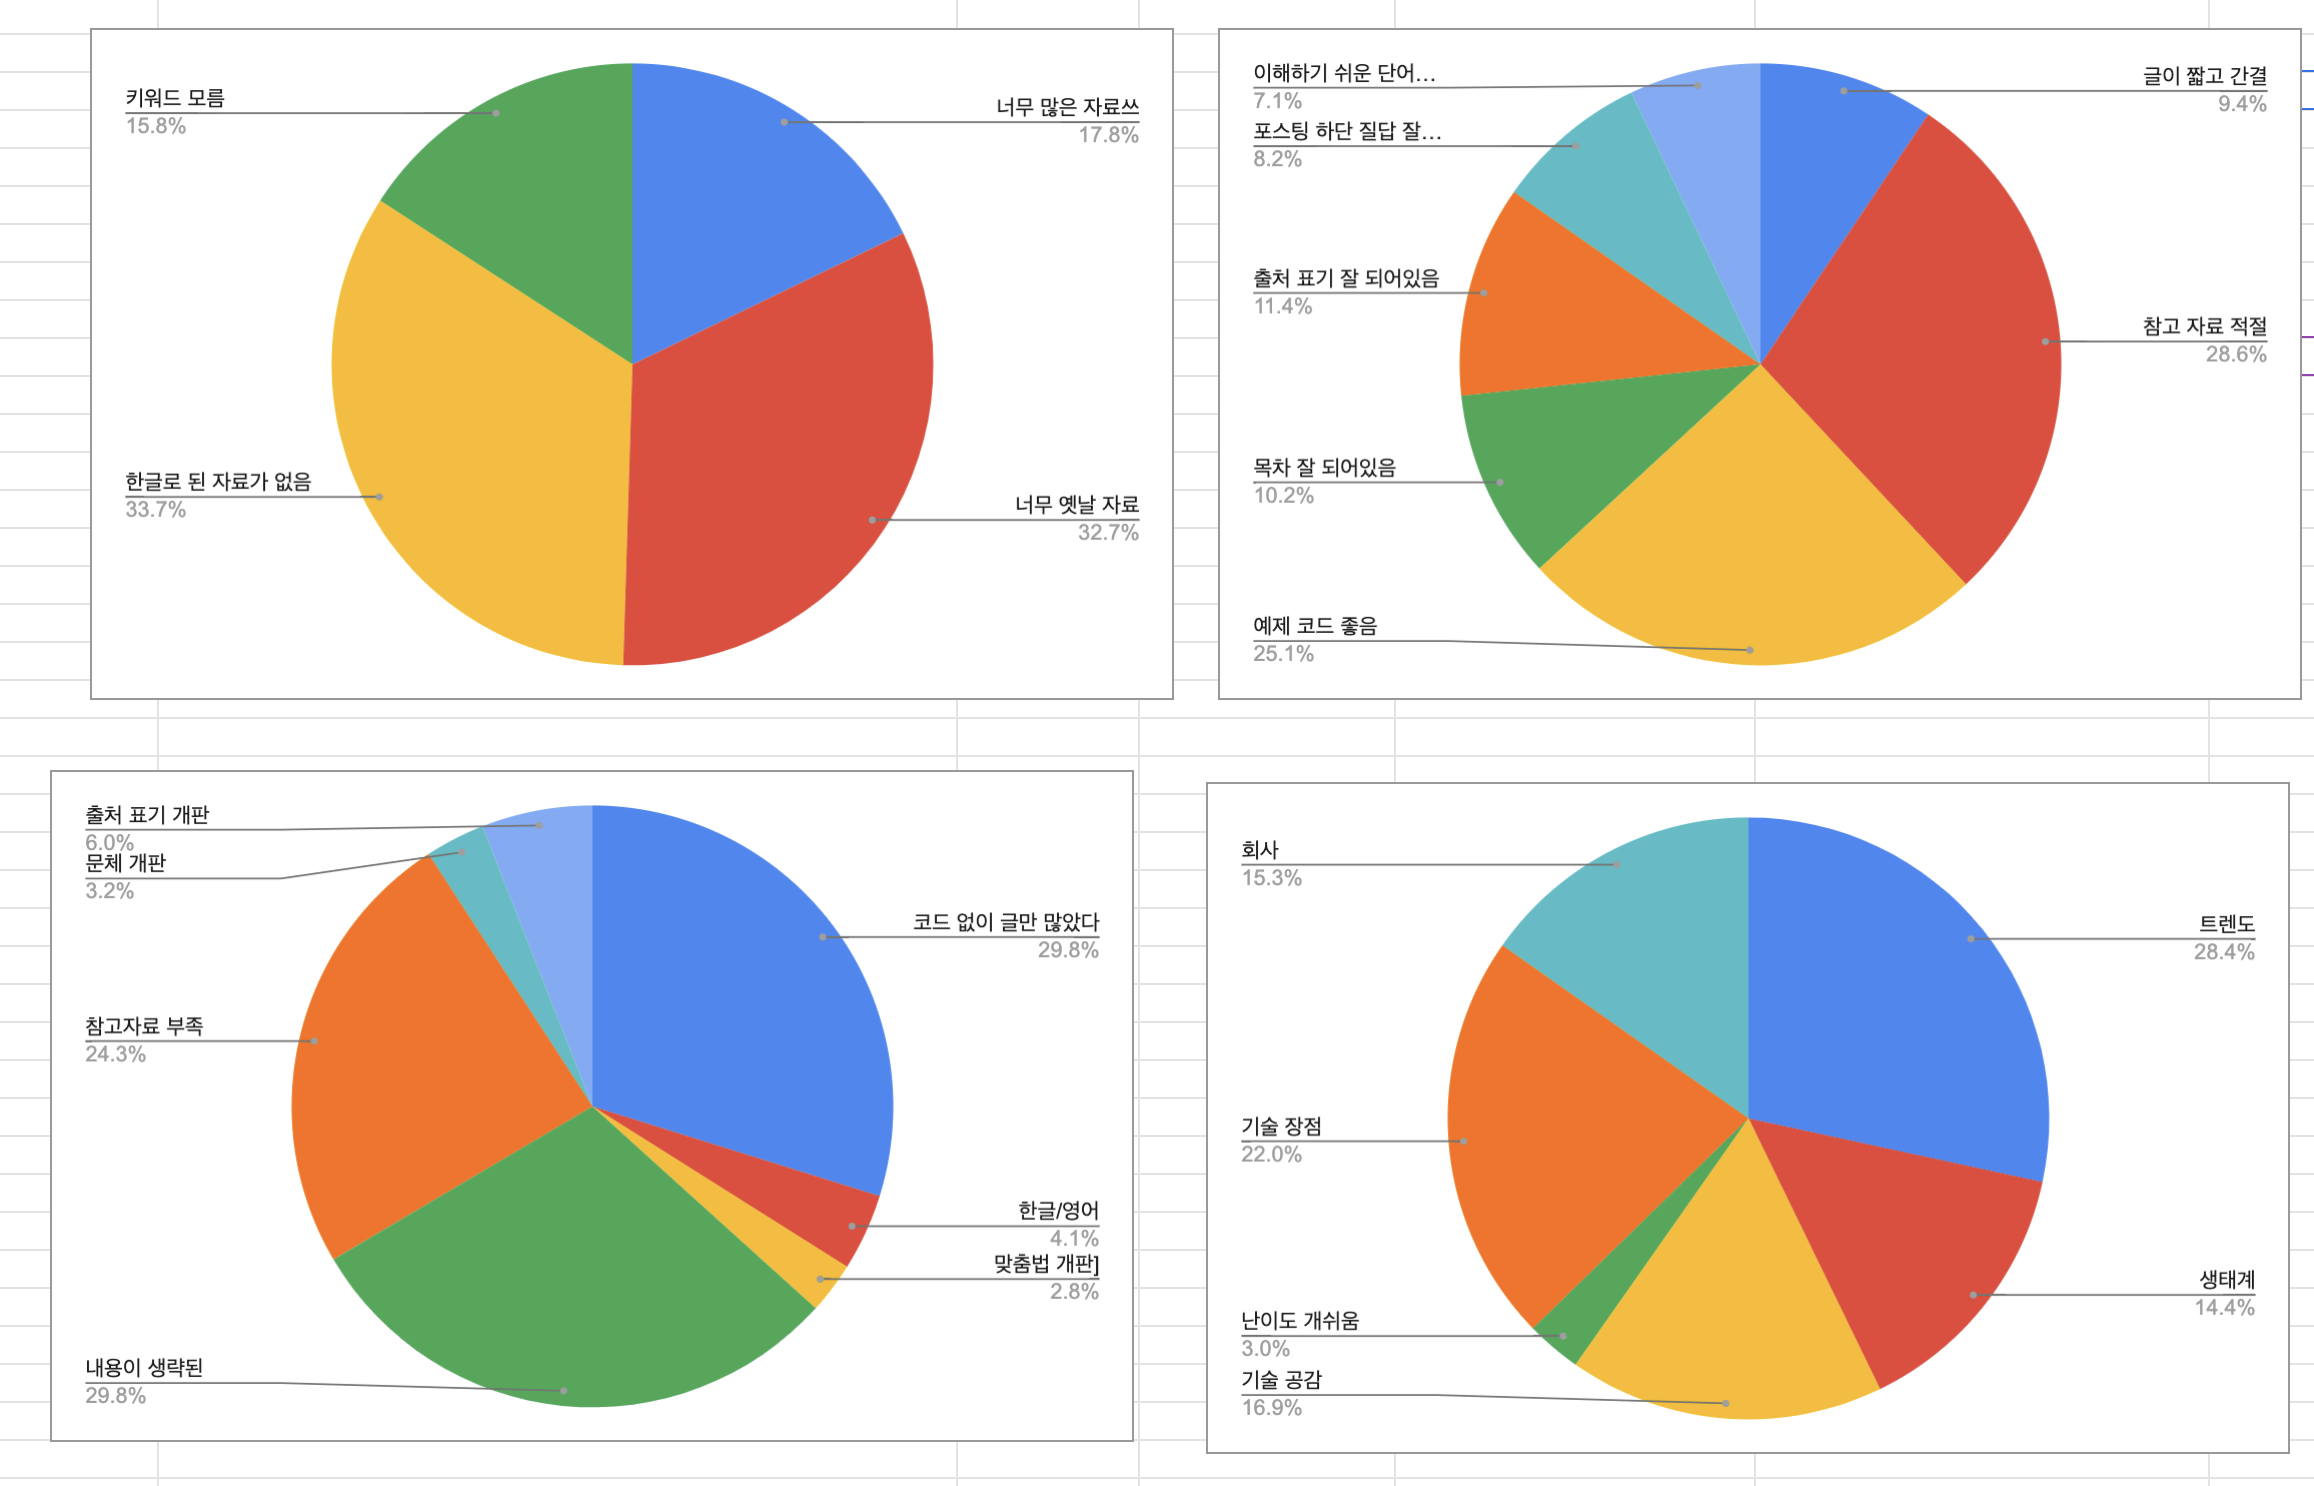 키워드 모름
15.8%
너무 많은 자료쓰
17.8%
한글로 된 자료가 없음
33.7%
너무 옛날 자료
32.7%
이해하기 쉬운 단어...
7.1%
포스팅 하단 질답 잘...
8.2%
출처 표기 잘 되어있음
11.4%
목차 잘 되어있음
10.2%
예제 코드 좋음
25.1%
글이 짧고 간결
9.4%
참고 자료 적절
28.6%
출처 표기 개판
6.0%
문체 개판
3.2%
참고자료 부족
24.3%
내용이 생략된
29.8%
코드 없이 글만 많았다
29.8%
한글/영어
4.1%
맞춤법 개판]
2.8%
회사
15.3%
기술 장점
22.0%
난이도 개쉬움
3.0%
기술 공감
16.9%
트렌도
28.4%
생태계
14.4%